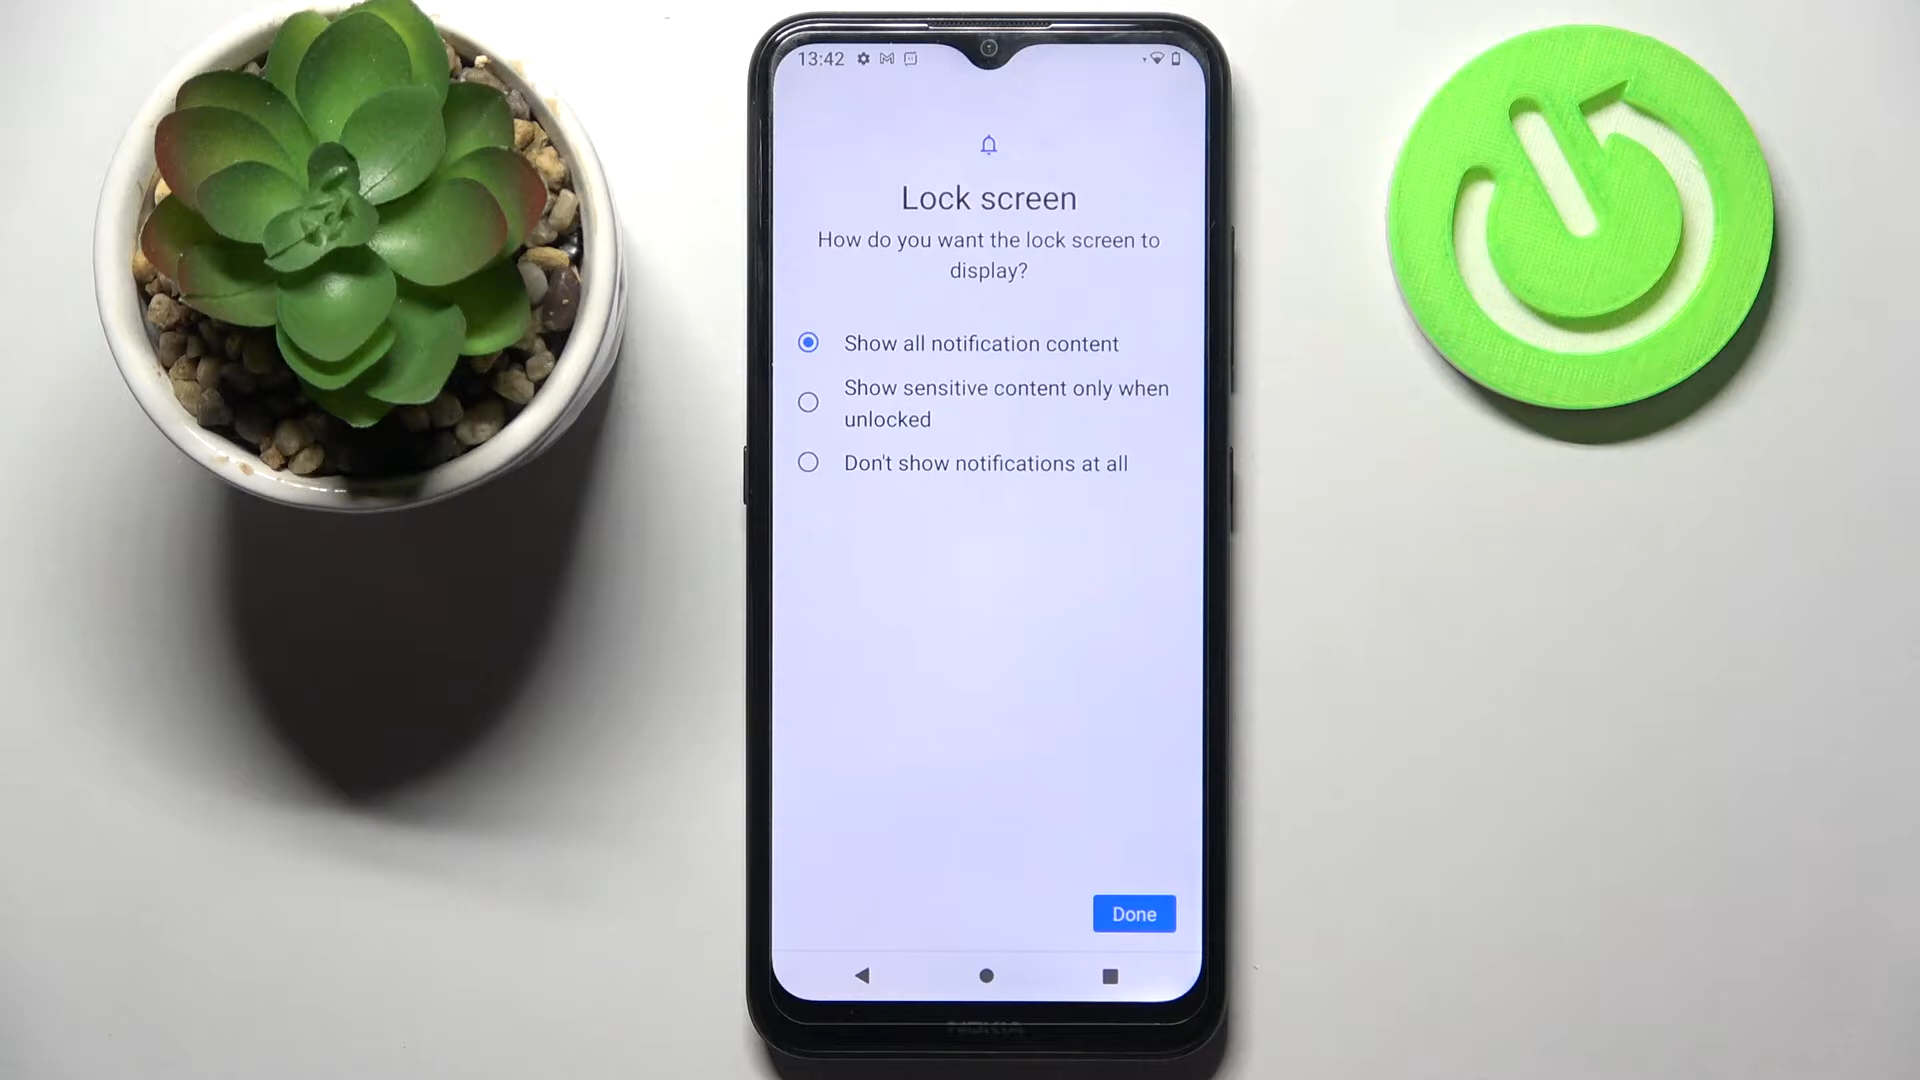 13:42
Lock screen
How do you want the lock screen to
display?
Show all notification content
Show sensitive content only when
unlocked
Don't show notifications at all
Done
NOKIA